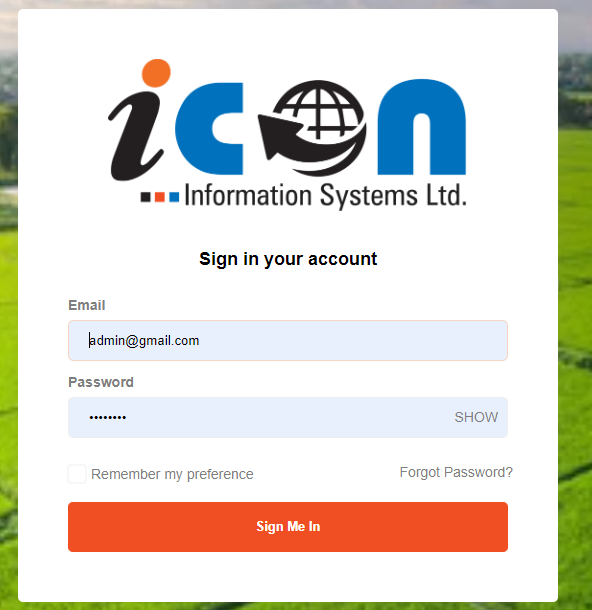 icon
Information Systems Ltd.
Sign in your account
Email
admin@gmail.com
Password
••••••••
SHOW
Remember my preference
Forgot Password?
Sign Me In